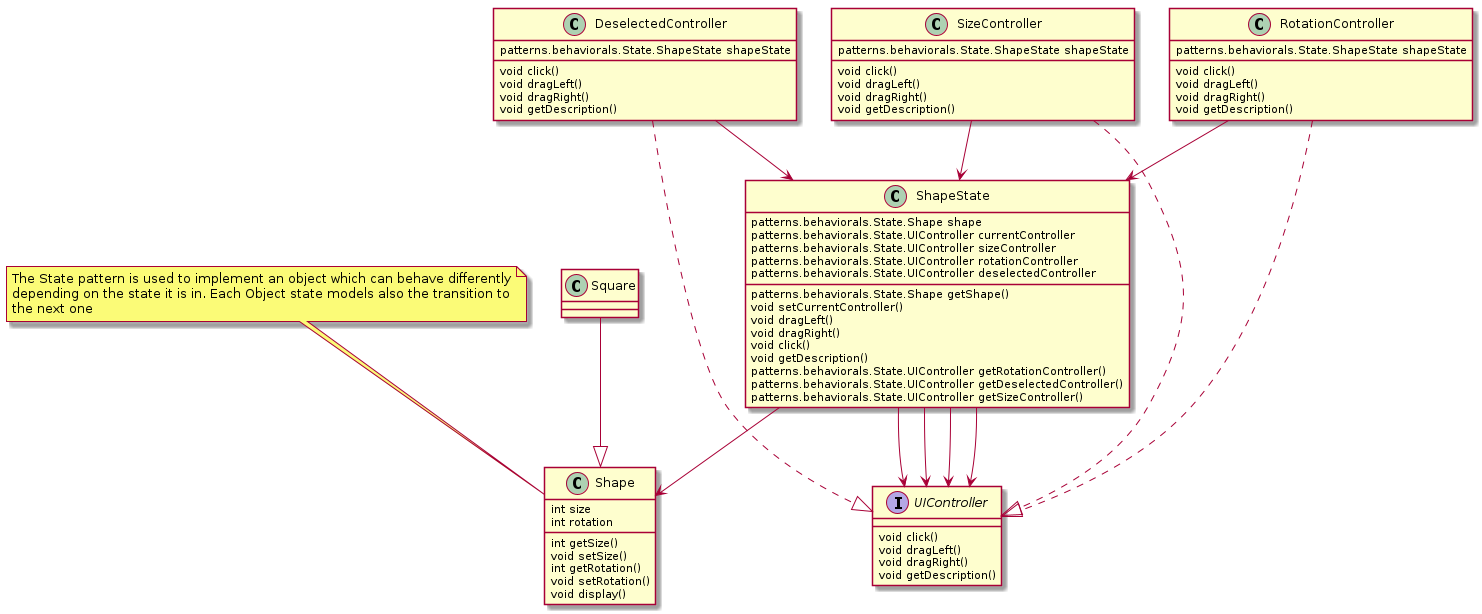 C DeselectedController
patterns.behaviorals.State.ShapeState shapeState
void click()
void dragLeft()
void dragRight()
void getDescription()
C SizeController
patterns.behaviorals.State.ShapeState shapeState
void click()
void dragLeft()
void dragRight()
void getDescription()
C RotationController
patterns.behaviorals.State.ShapeState shapeState
void click()
void dragLeft()
void dragRight()
void getDescription()
C ShapeState
patterns.behaviorals.State.Shape shape
patterns.behaviorals.State.UIController currentController
patterns.behaviorals.State.UIController sizeController
patterns.behaviorals.State.UIController rotationController
patterns.behaviorals.State.UIController deselectedController
patterns.behaviorals.State.Shape getShape()
void setCurrentController()
void dragLeft()
void dragRight()
void click()
void getDescription()
patterns.behaviorals.State.UIController getRotationController()
patterns.behaviorals.State.UIController getDeselectedController()
patterns.behaviorals.State.UIController getSizeController()
The State pattern is used to implement an object which can behave differently
depending on the state it is in. Each Object state models also the transition to
the next one
C Square
C Shape
int size
int rotation
int getSize()
void setSize()
int getRotation()
void setRotation()
void display()
I UIController
void click()
void dragLeft()
void dragRight()
void getDescription()